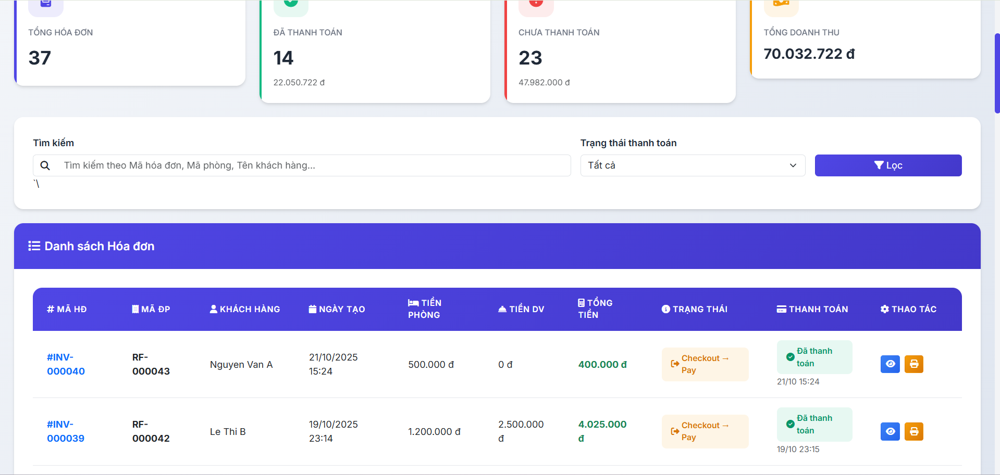 TỔNG HÓA ĐƠN
37
ĐÃ THANH TOÁN
14
22.050.722 đ
CHƯA THANH TOÁN
23
47.982.000 đ
TỔNG DOANH THU
70.032.722 đ
Tìm kiếm
Tìm kiếm theo Mã hóa đơn, Mã phòng, Tên khách hàng...
`\
Trạng thái thanh toán
Tất cả
Lọc
Danh sách Hóa đơn
# MÃ HĐ
MÃ ĐP
KHÁCH HÀNG
NGÀY TẠO
TIỀN
PHÒNG
TIỀN DV
TỔNG
TIỀN
TRẠNG THÁI
THANH TOÁN
THAO TÁC
#INV-
000040
RF-
000043
Nguyen Van A
21/10/2025
15:24
500.000 đ
0 đ
400.000 đ
Checkout →
Pay
Đã thanh
toán
21/10 15:24
#INV-
000039
RF-
000042
Le Thi B
19/10/2025
23:14
1.200.000 đ
2.500.000
đ
4.025.000
đ
Checkout →
Pay
Đã thanh
toán
19/10 23:15